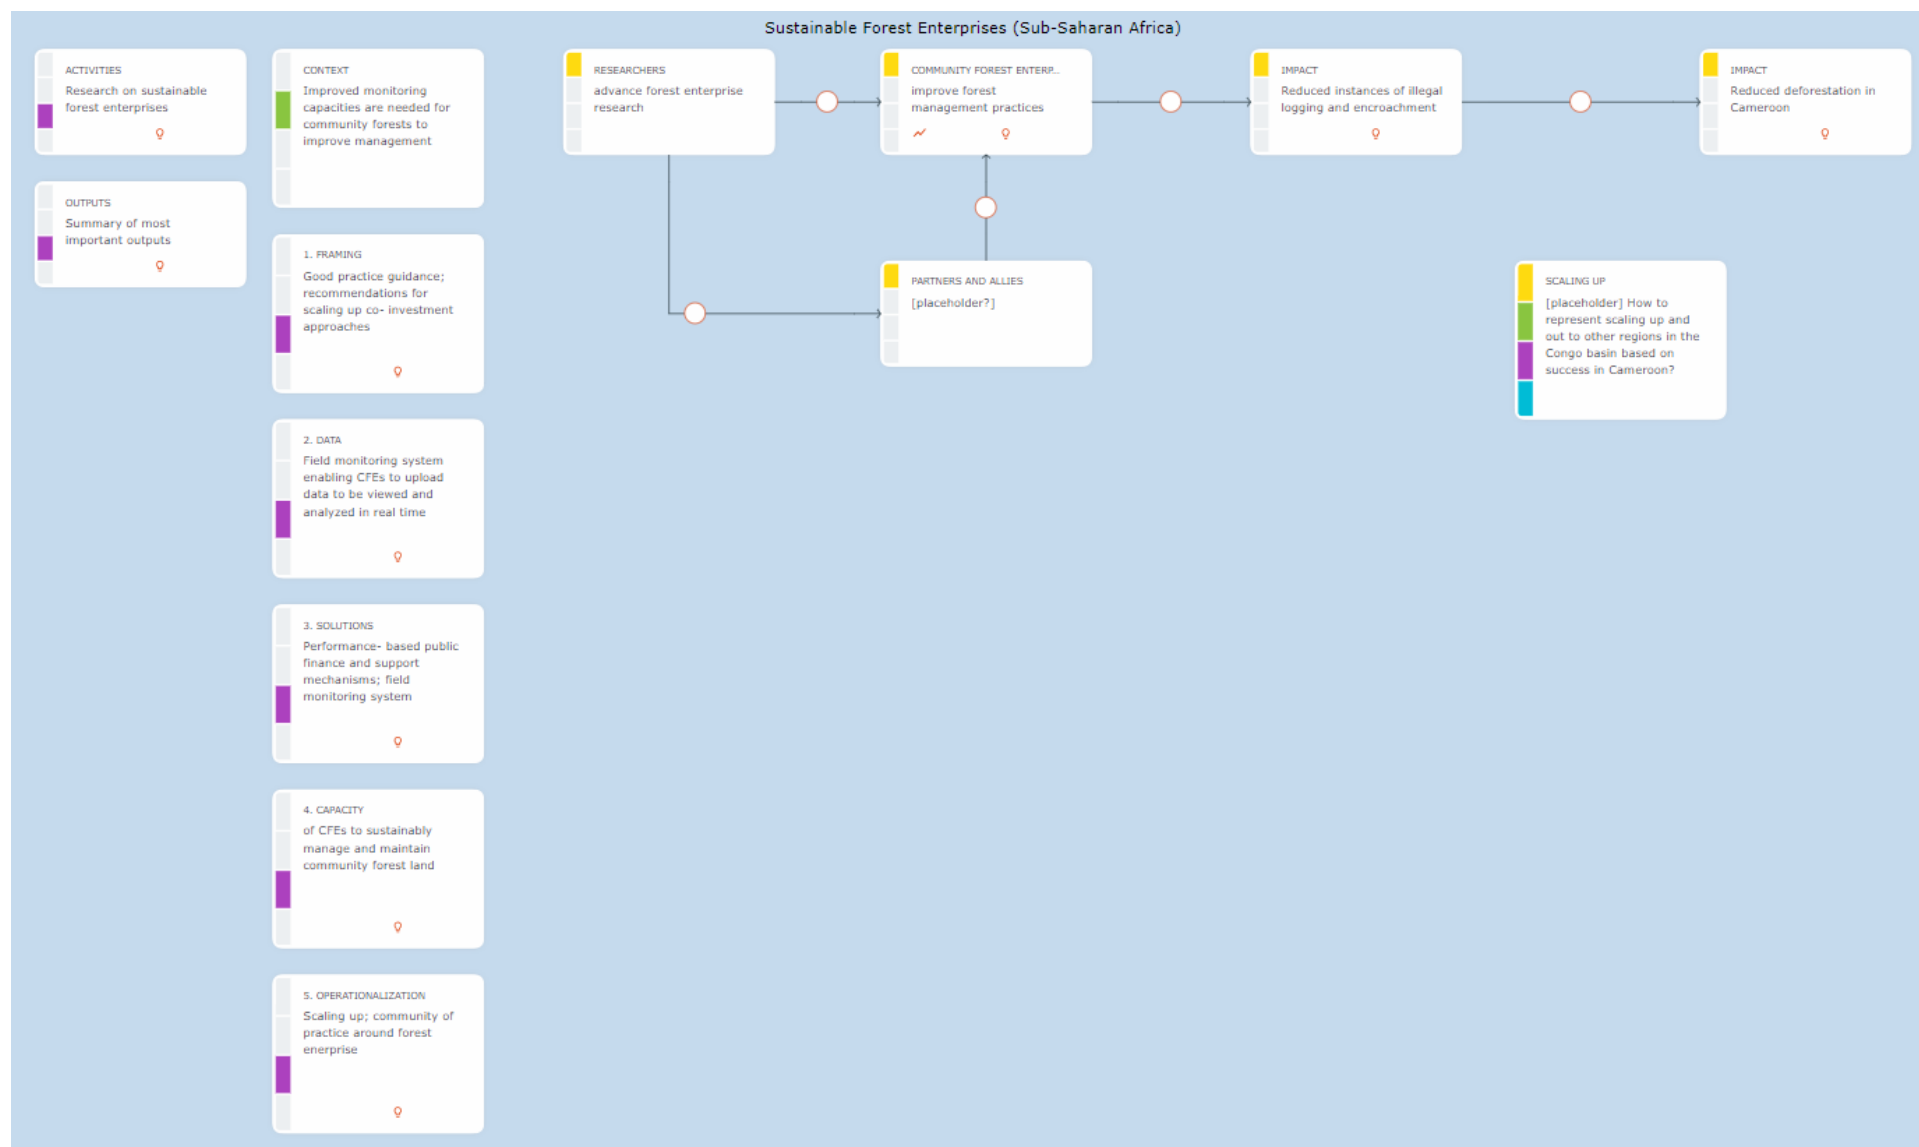 Sustainable Forest Enterprises (Sub-Saharan Africa)
ACTIVITIES
Research on sustainable
forest enterprises
OUTPUTS
Summary of most
important outputs
CONTEXT
Improved monitoring
capacities are needed for
community forests to
improve management
1. FRAMING
Good practice guidance;
recommendations for
scaling up co- investment
approaches
2. DATA
Field monitoring system
enabling CFEs to upload
data to be viewed and
analyzed in real time
3. SOLUTIONS
Performance- based public
finance and support
mechanisms; field
monitoring system
4. CAPACITY
of CFEs to sustainably
manage and maintain
community forest land
5. OPERATIONALIZATION
Scaling up; community of
practice around forest
enerprise
RESEARCHERS
advance forest enterprise
research
COMMUNITY FOREST ENTERP...
improve forest
management practices
PARTNERS AND ALLIES
[placeholder?]
IMPACT
Reduced instances of illegal
logging and encroachment
IMPACT
Reduced deforestation in
Cameroon
SCALING UP
[placeholder] How to
represent scaling up and
out to other regions in the
Congo basin based on
success in Cameroon?